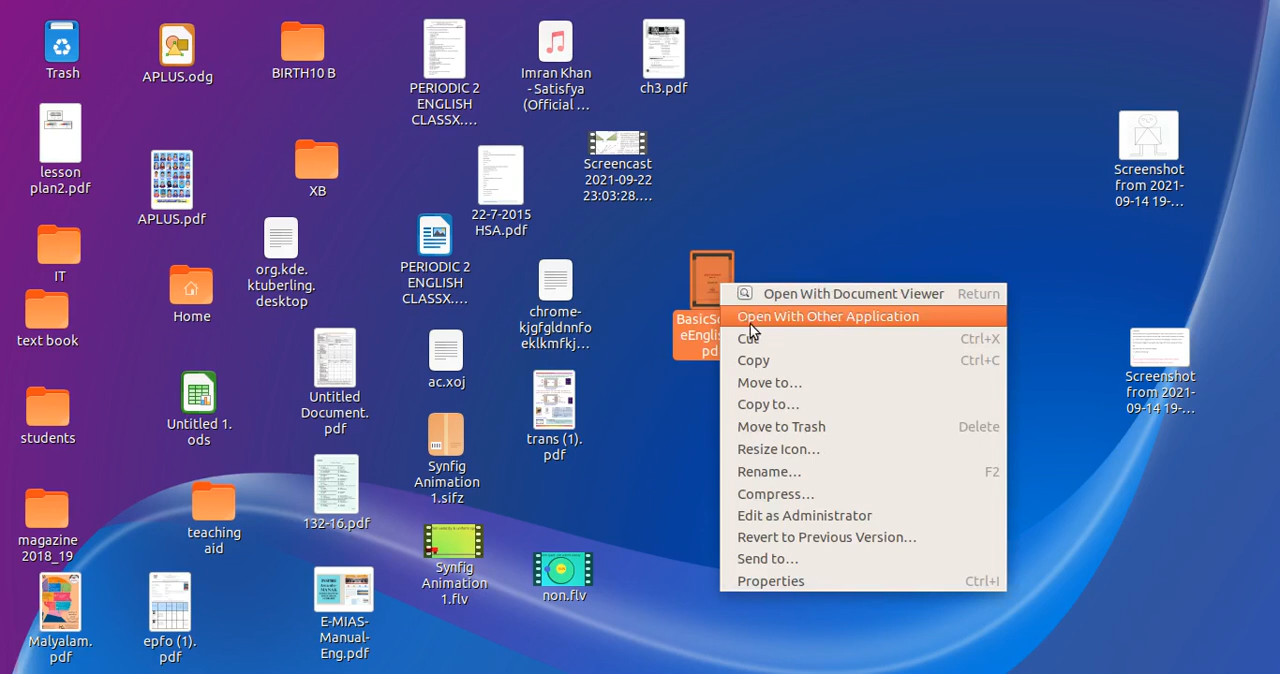 Trash
lesson
plan2.pdf
IT
text book
students
magazine
2018_19
Malyalam.
pdf
APLUS.odg
APLUS.pdf
Home
Untitled 1.
ods
teaching
aid
epfo (1).
pdf
BIRTH10 B
XB
org.kde.
ktuberling.
desktop
Untitled
Document.
pdf
132-16.pdf
E-MIAS-
Manual-
Eng.pdf
PERIODIC 2
ENGLISH
CLASSX....
PERIODIC 2
ENGLISH
CLASSX....
ac.xoj
Synfig
Animation
1.sifz
Synfig
Animation
1.flv
22-7-2015
HSA.pdf
Imran Khan
- Satisfya
(Official ...
chrome-
kjgfgldnnfo
eklkmfkj...
trans (1).
pdf
non.flv
ch3.pdf
Screencast
2021-09-22
23:03:28....
Open With Document Viewer Return
Open With Other Application
Ctrl+X
Copy Ctrl+C
Move to...
Copy to...
Move to Trash Delete
Resize Icon...
Rename... F2
Compress...
Edit as Administrator
Revert to Previous Version...
Send to...
Properties Ctrl+I
Screenshot
from 2021-
09-14 19-...
Screenshot
from 2021-
09-14 19-...